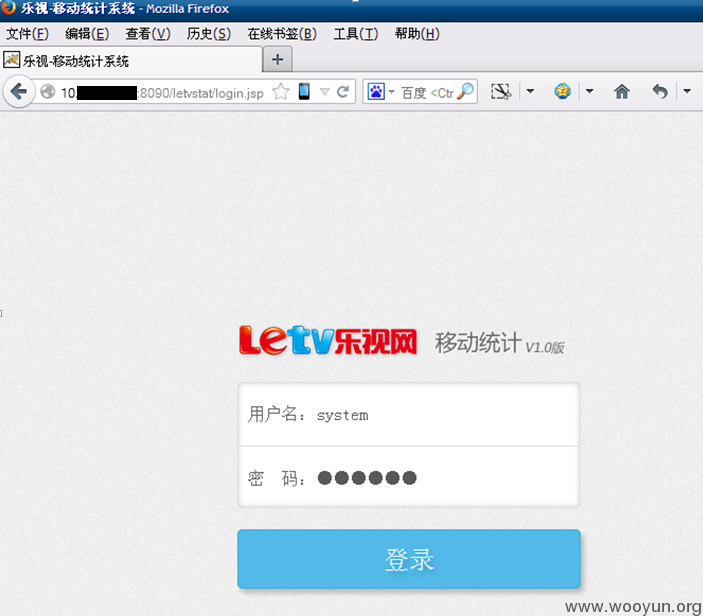 乐视-移动统计系统 - Mozilla Firefox
文件(F) 编辑(E) 查看(V) 历史(S) 在线书签(B) 工具(T) 帮助(H)
乐视-移动统计系统
10. :8090/letvstat/login.jsp 百度 <Ctr
Letv乐视网 移动统计 V1.0版
用户名: system
密 码: ●●●●●●
登录
www.wooyun.org